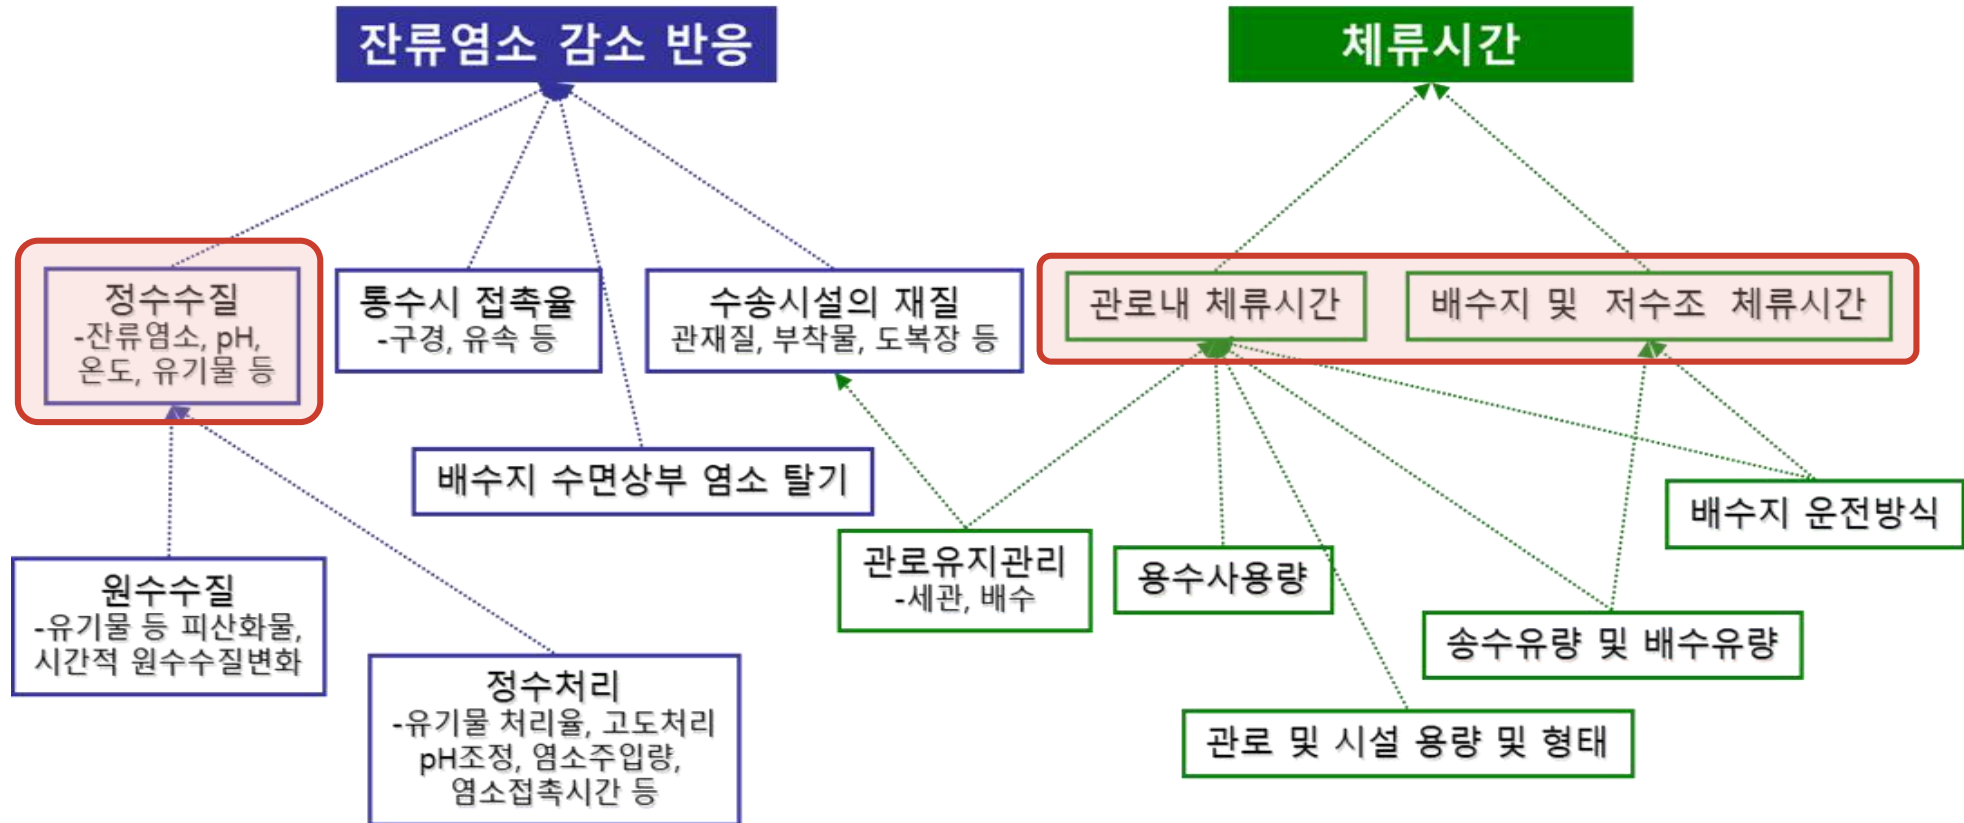 잔류염소 감소 반응
체류시간
정수수질
-잔류염소, pH,
온도, 유기물 등
통수시 접촉율
-구경, 유속 등
수송시설의 재질
관재질, 부착물, 도복장 등
관로내 체류시간
배수지 및 저수조 체류시간
배수지 수면상부 염소 탈기
배수지 운전방식
원수수질
-유기물 등 피산화물,
시간적 원수수질변화
관로유지관리
-세관, 배수
용수사용량
송수유량 및 배수유량
정수처리
-유기물 처리율, 고도처리
pH조정, 염소주입량,
염소접촉시간 등
관로 및 시설 용량 및 형태